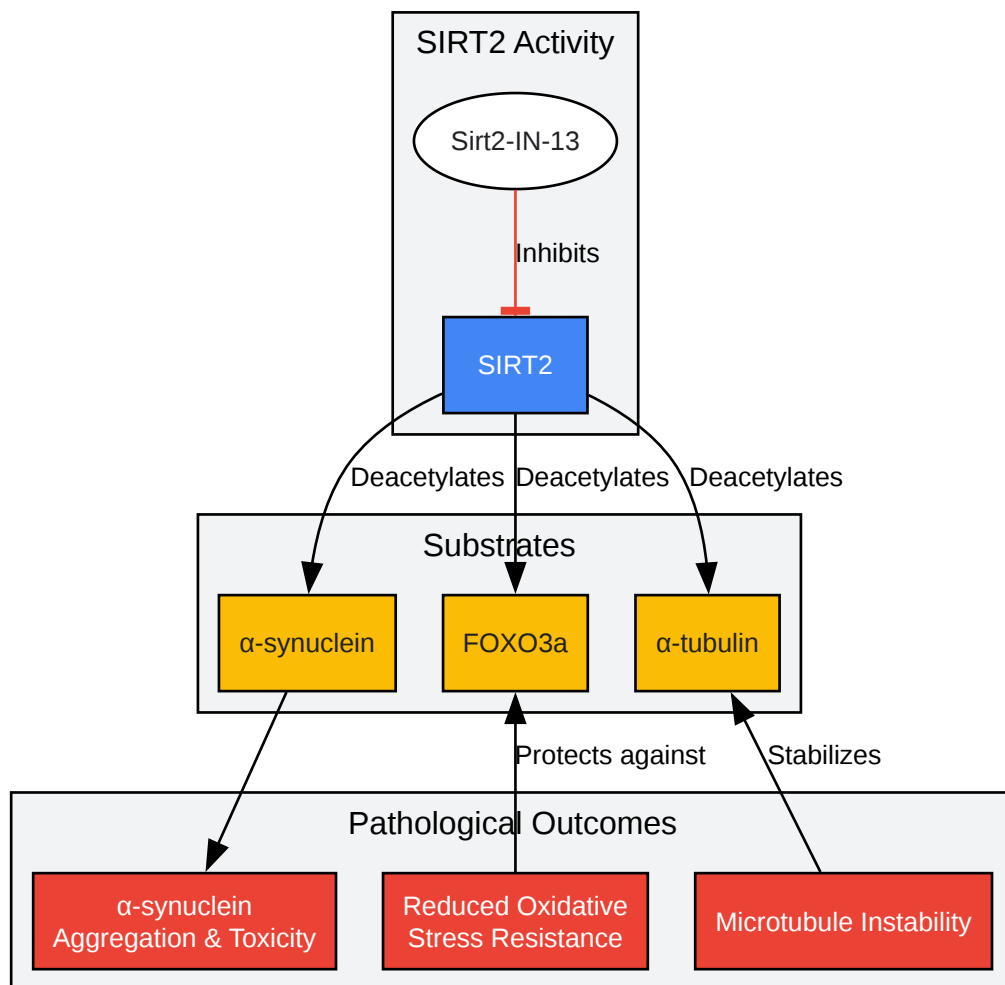 SIRT2 Activity
Sirt2-IN-13
Inhibits
SIRT2
Deacetylates Deacetylates Deacetylates
Substrates
α-synuclein FOXO3a α-tubulin
Protects against Stabilizes
Pathological Outcomes
α-synuclein
Aggregation & Toxicity
Reduced Oxidative
Stress Resistance
Microtubule Instability